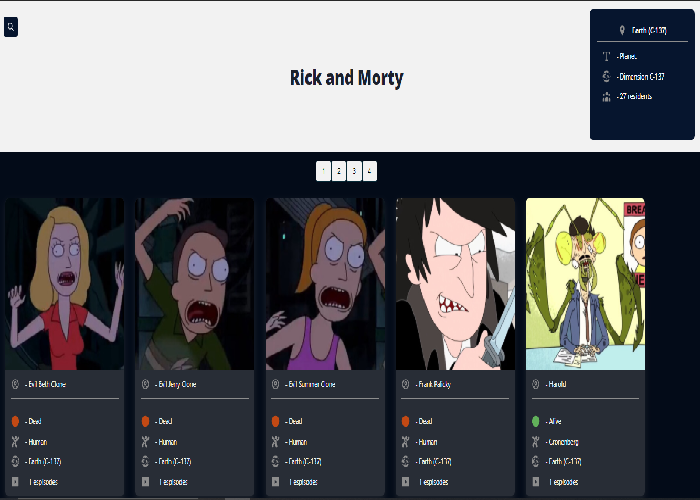 Earth (C-137)
- Planet
- Dimension C-137
- 27 residents
Rick and Morty
1 2 3 4
- Evil Beth Clone
- Dead
- Human
- Earth (C-137)
1 episodes
- Evil Jerry Clone
- Dead
- Human
- Earth (C-137)
1 episodes
- Evil Summer Clone
- Dead
- Human
- Earth (C-137)
1 episodes
- Frank Palicky
- Dead
- Human
- Earth (C-137)
1 episodes
BREA
- Harold
- Alive
- Cronenberg
- Earth (C-137)
1 episodes